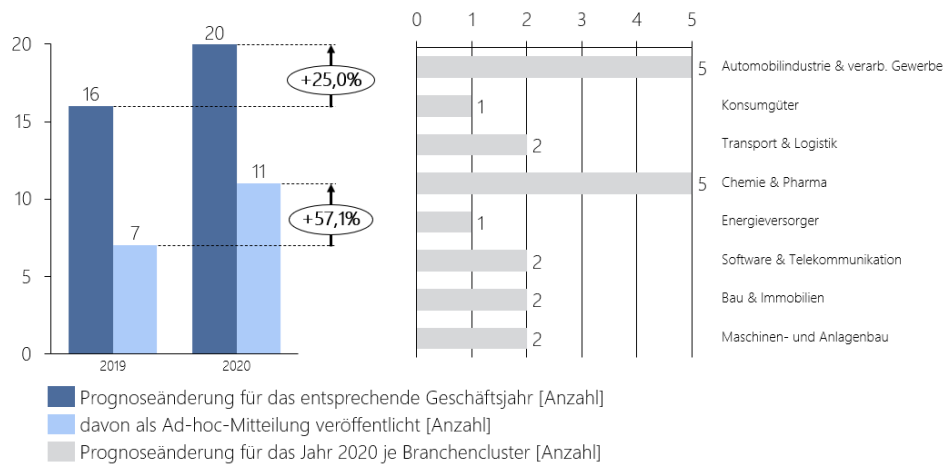 20
15
10
5
0
16
7
20
11
+25,0%
+57,1%
2019
2020
0 1 2 3 4 5
5 Automobilindustrie & verarb. Gewerbe
1 Konsumgüter
2 Transport & Logistik
5 Chemie & Pharma
1 Energieversorger
2 Software & Telekommunikation
2 Bau & Immobilien
2 Maschinen- und Anlagenbau
Prognoseänderung für das entsprechende Geschäftsjahr [Anzahl]
davon als Ad-hoc-Mitteilung veröffentlicht [Anzahl]
Prognoseänderung für das Jahr 2020 je Branchencluster [Anzahl]